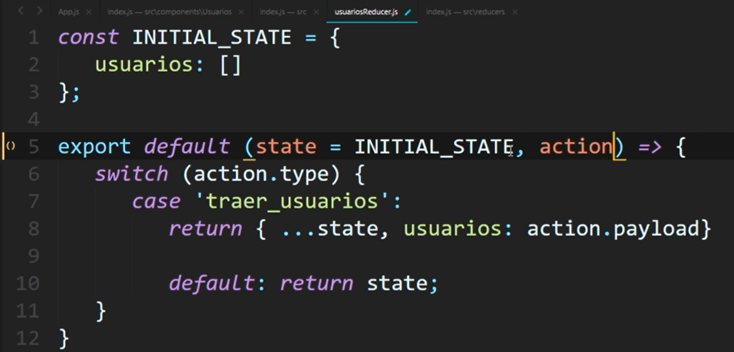 App.js × index.js — src\components\Usuarios × index.js — src × usuariosReducer.js index.js — src\reducers ×
1 const INITIAL_STATE = {
2 usuarios: []
3 };
4
5 export default (state = INITIAL_STATE, action) => {
6 switch (action.type) {
7 case 'traer_usuarios':
8 return { ...state, usuarios: action.payload}
9
10 default: return state;
11 }
12 }